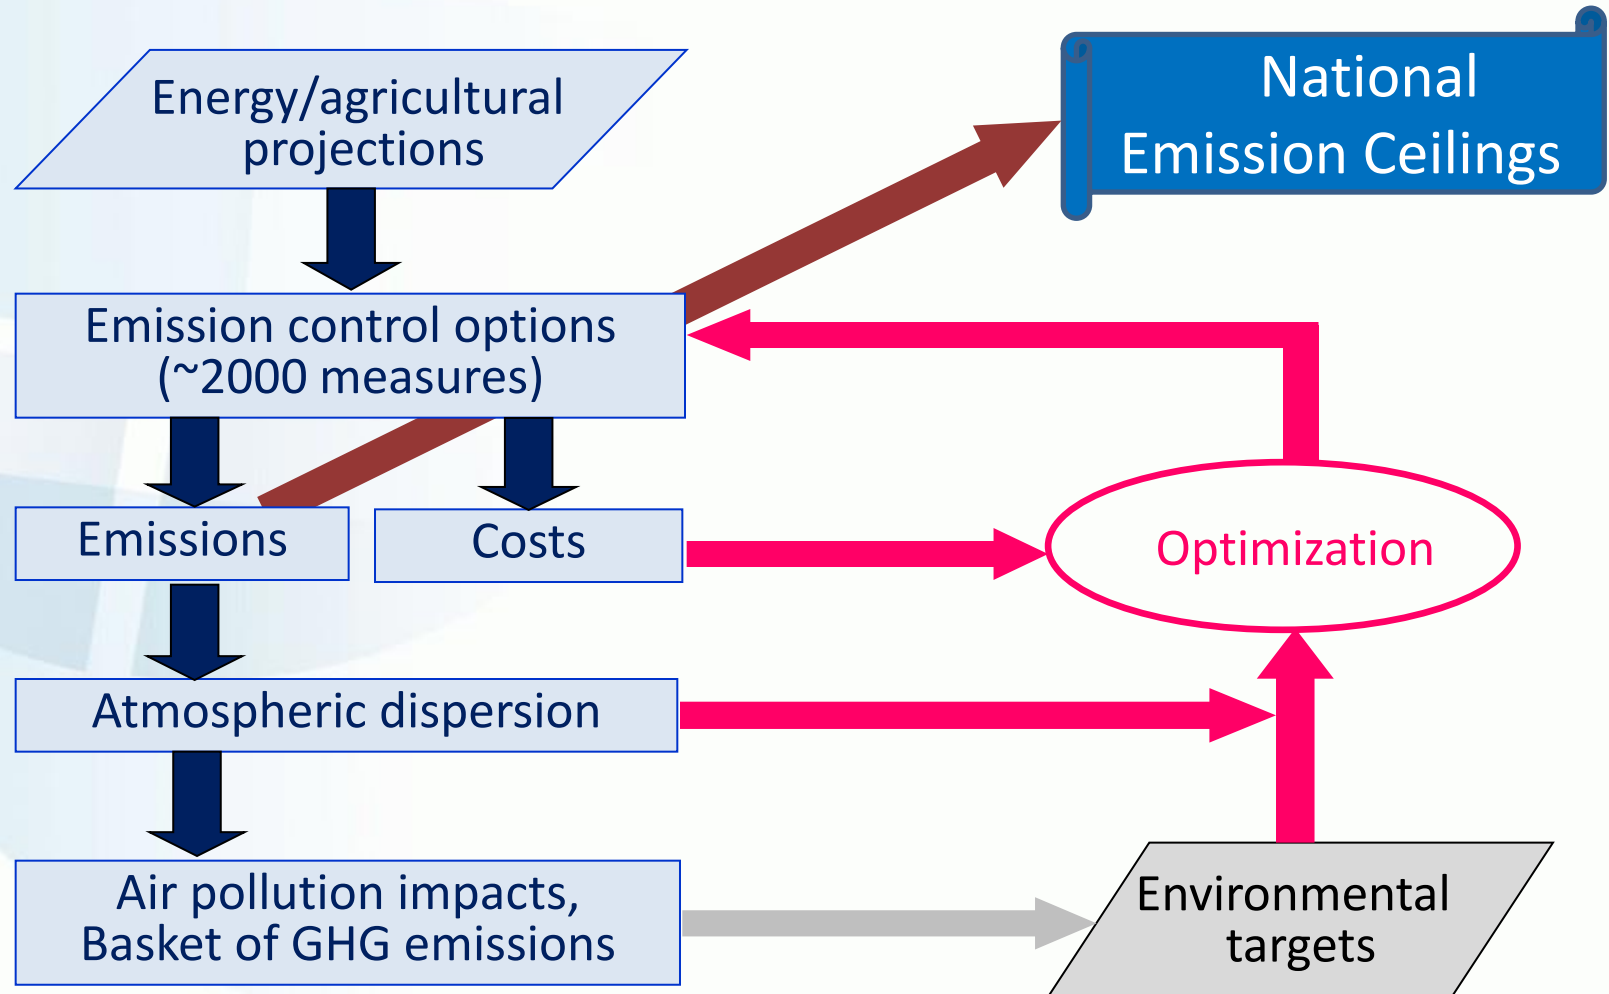 Energy/agricultural
projections
National
Emission Ceilings
Emission control options
(~2000 measures)
Emissions
Costs
Optimization
Atmospheric dispersion
Air pollution impacts,
Basket of GHG emissions
Environmental
targets